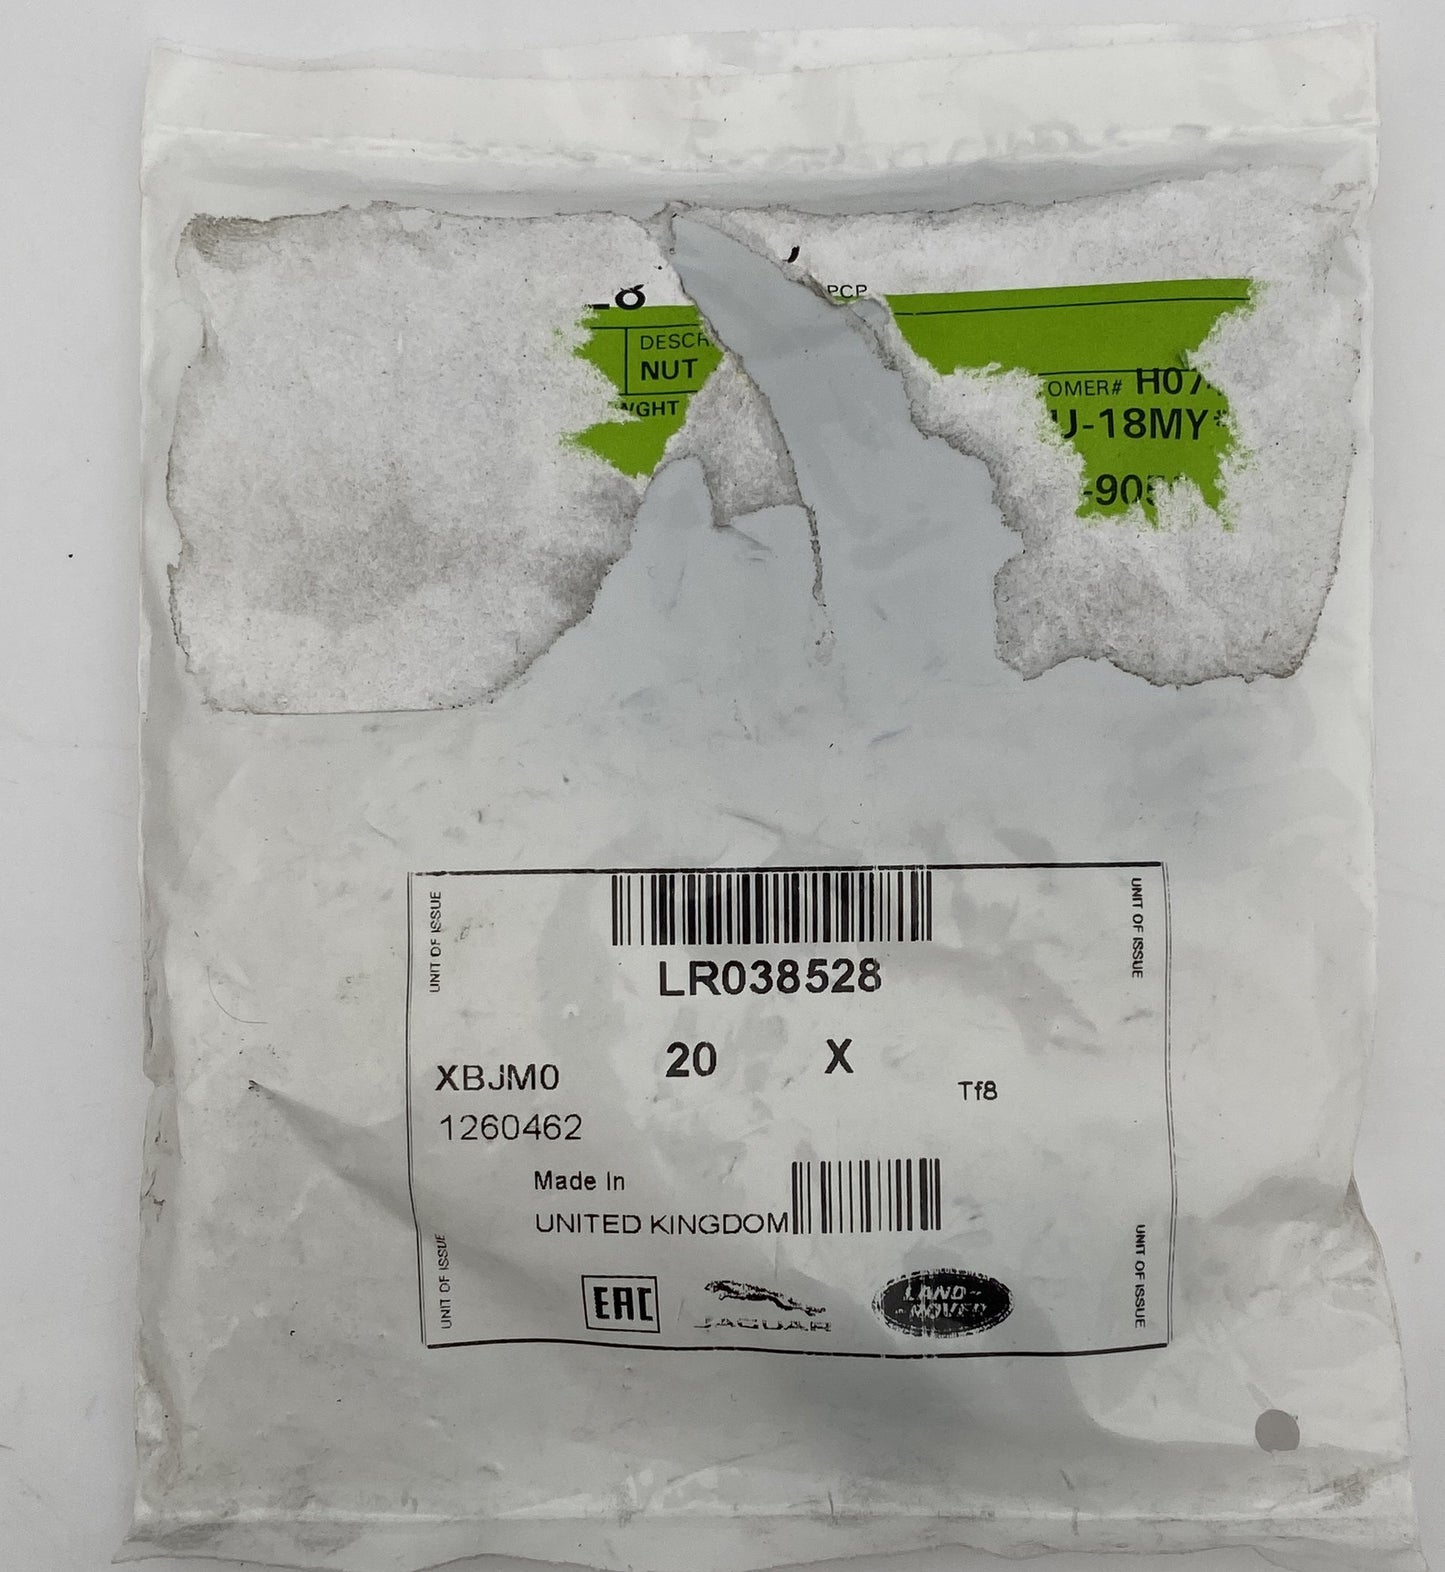 PCP
DESCR
NUT
WGHT
OMER# H07
U-18MY*
-905
UNIT OF ISSUE
UNIT OF ISSUE
LR038528
20 X
XBJM0
Tf8
1260462
Made In
UNITED KINGDOM
UNIT OF ISSUE
UNIT OF ISSUE
EAC
JAGUAR
LAND-
-ROVER